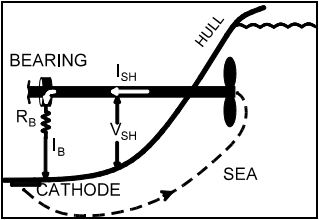 HULL
BEARING
I_SH
R_B
V_SH
I_B
SEA
CATHODE